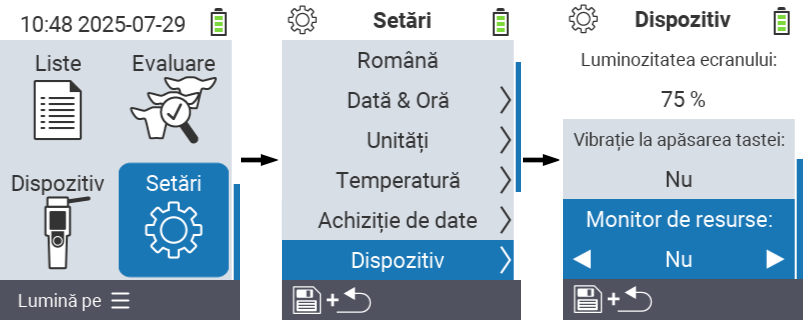 10:48 2025-07-29
Liste
Evaluare
Dispozitiv
Setări
Lumină pe
Setări
Română
Dată & Oră
Unități
Temperatură
Achiziție de date
Dispozitiv
+
Dispozitiv
Luminozitatea ecranului:
75 %
Vibrație la apăsarea tastei:
Nu
Monitor de resurse:
Nu
+